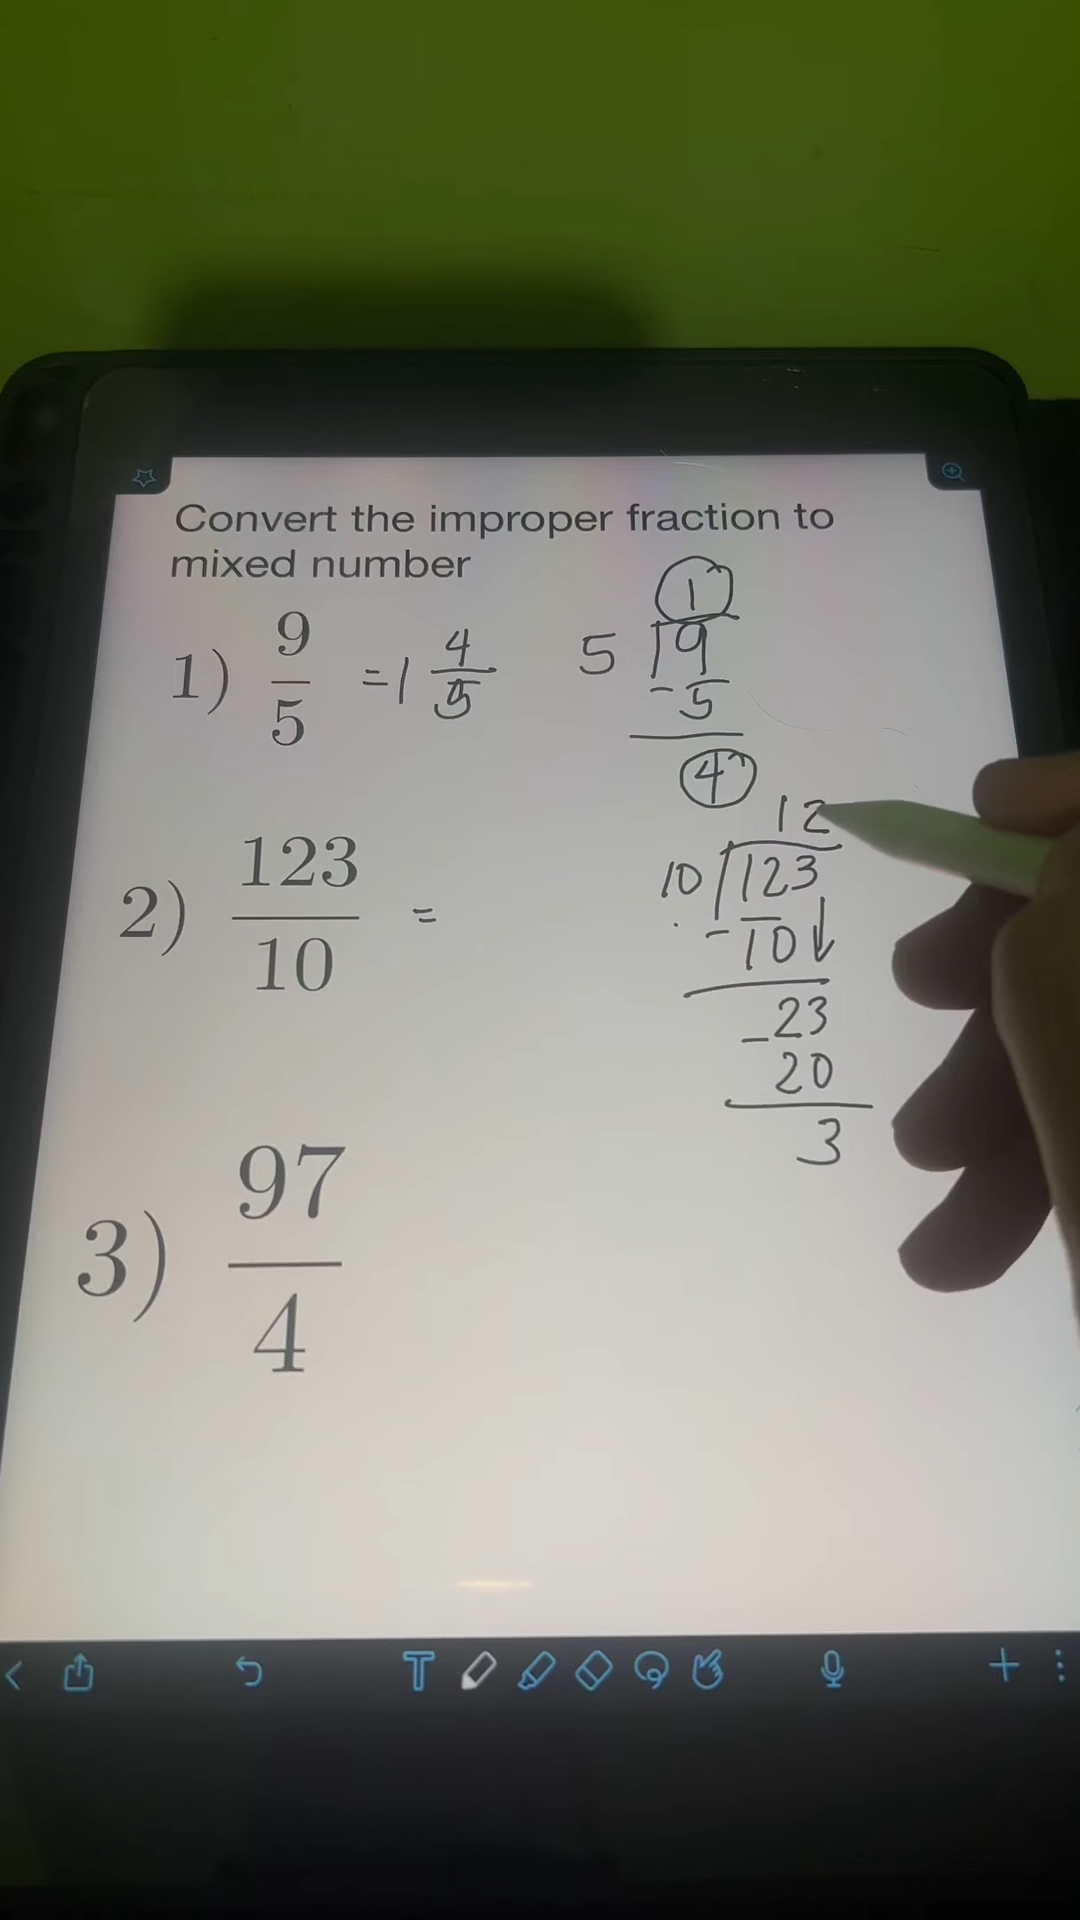 Convert the improper fraction to
mixed number
1) 9/5 = 1 4/5
1
5 9
- 5
4
2) 123/10 =
12
10 123
- 10
- 23
20
3
3) 97/4
T